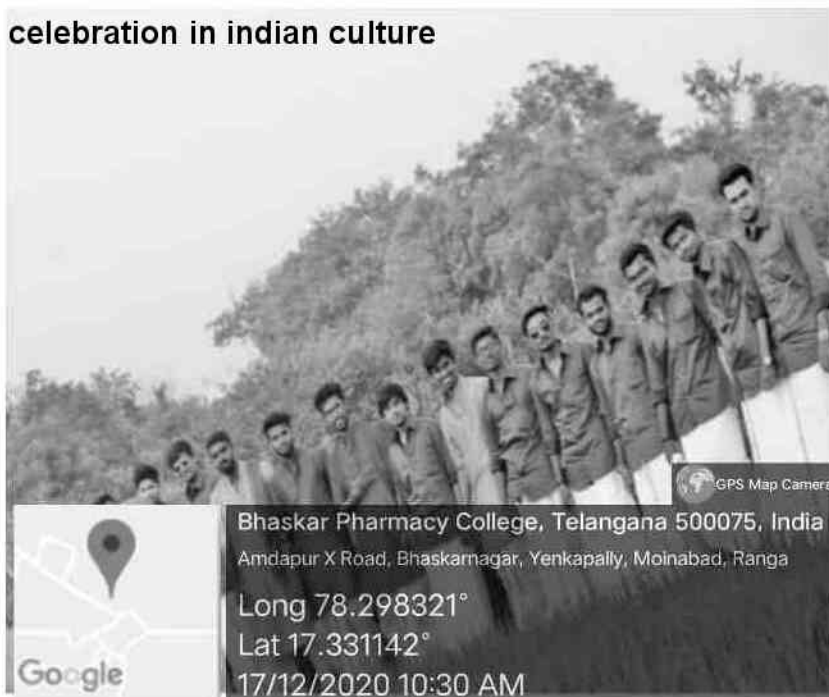 celebration in indian culture
GPS Map Camera
Bhaskar Pharmacy College, Telangana 500075, India
Amdapur X Road, Bhaskarnagar, Yenkapally, Moinabad, Ranga
Long 78.298321°
Lat 17.331142°
17/12/2020 10:30 AM
Google